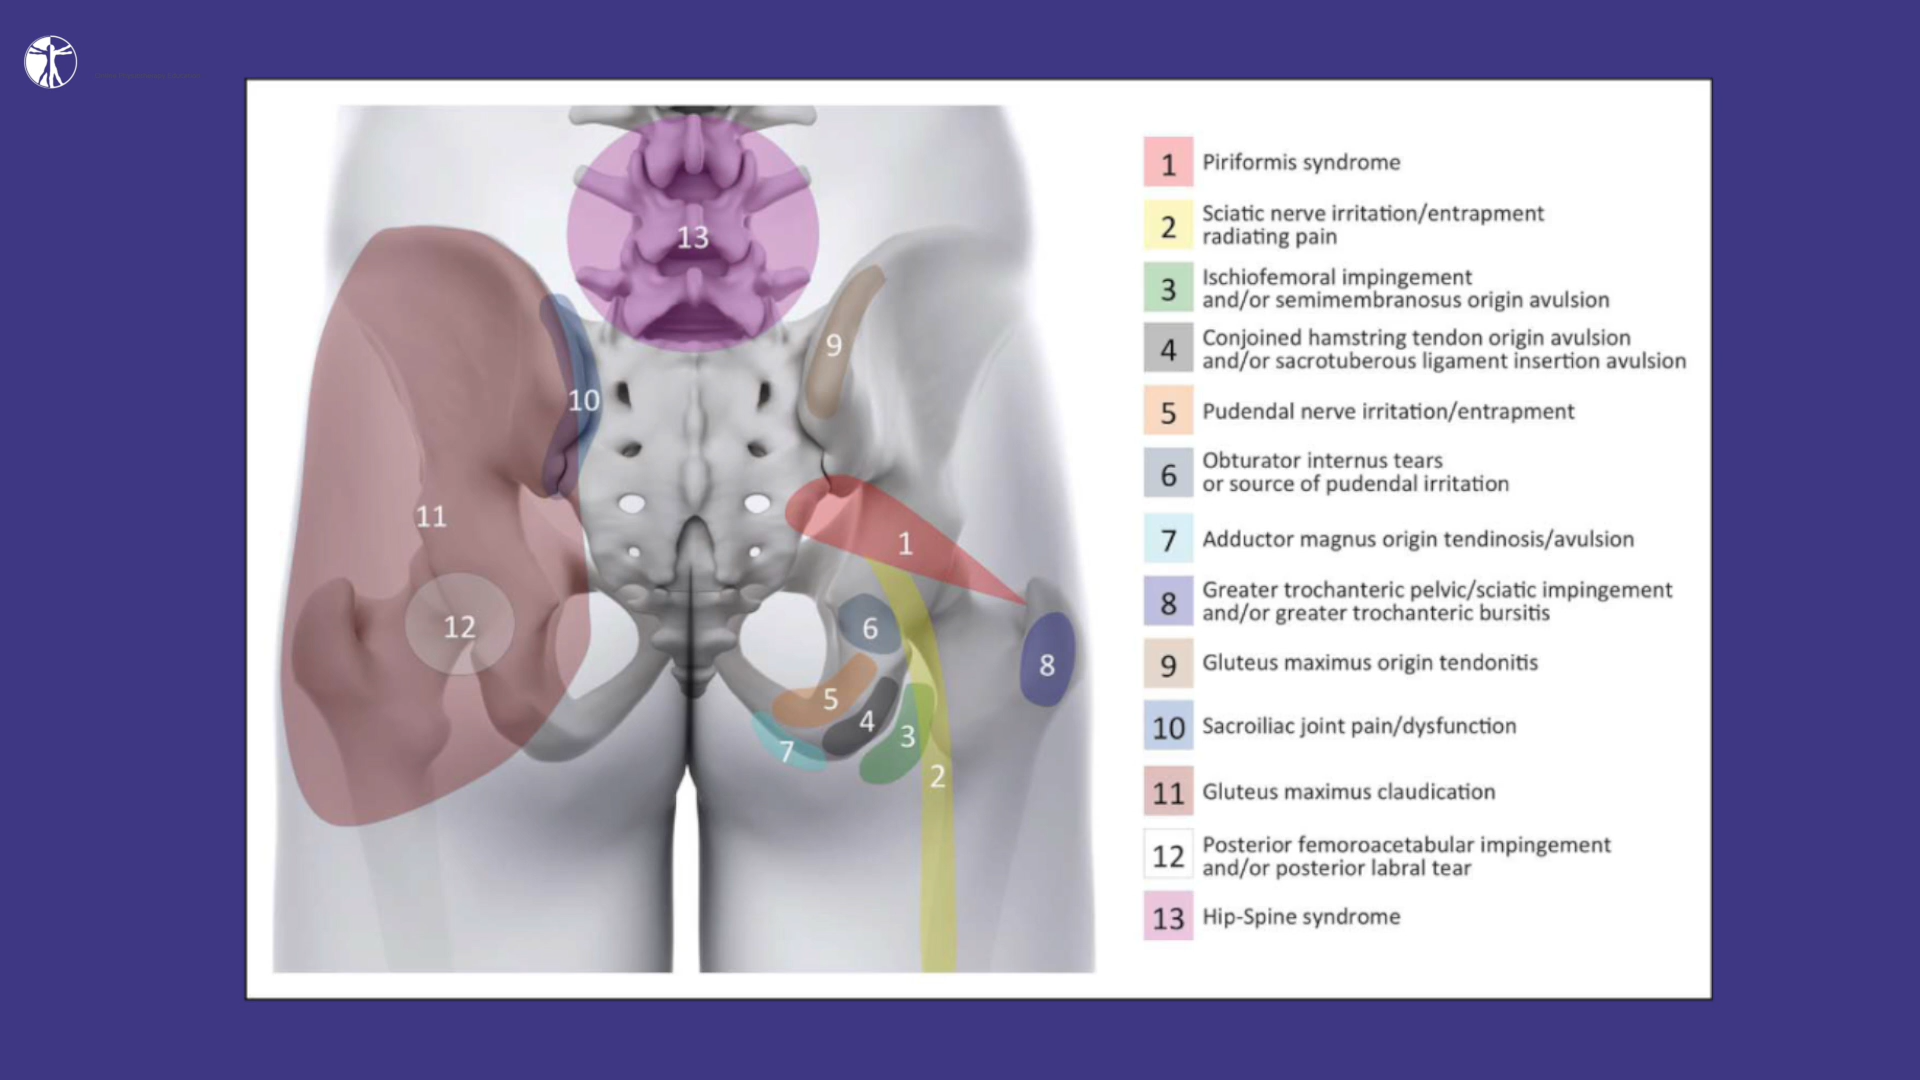 13
9
10
11
1
12
6
8
5
4
3
7
2
1 Piriformis syndrome
2 Sciatic nerve irritation/entrapment
radiating pain
3 Ischiofemoral impingement
and/or semimembranosus origin avulsion
4 Conjoined hamstring tendon origin avulsion
and/or sacrotuberous ligament insertion avulsion
5 Pudendal nerve irritation/entrapment
6 Obturator internus tears
or source of pudendal irritation
7 Adductor magnus origin tendinosis/avulsion
8 Greater trochanteric pelvic/sciatic impingement
and/or greater trochanteric bursitis
9 Gluteus maximus origin tendonitis
10 Sacroiliac joint pain/dysfunction
11 Gluteus maximus claudication
12 Posterior femoroacetabular impingement
and/or posterior labral tear
13 Hip-Spine syndrome